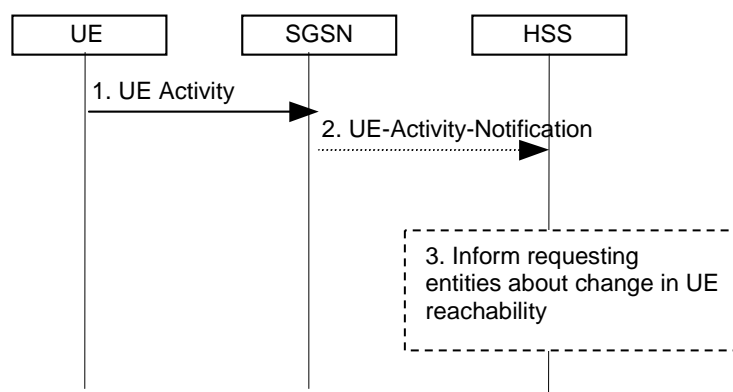 UE
SGSN
HSS
1. UE Activity
2. UE-Activity-Notification
3. Inform requesting
entities about change in UE
reachability